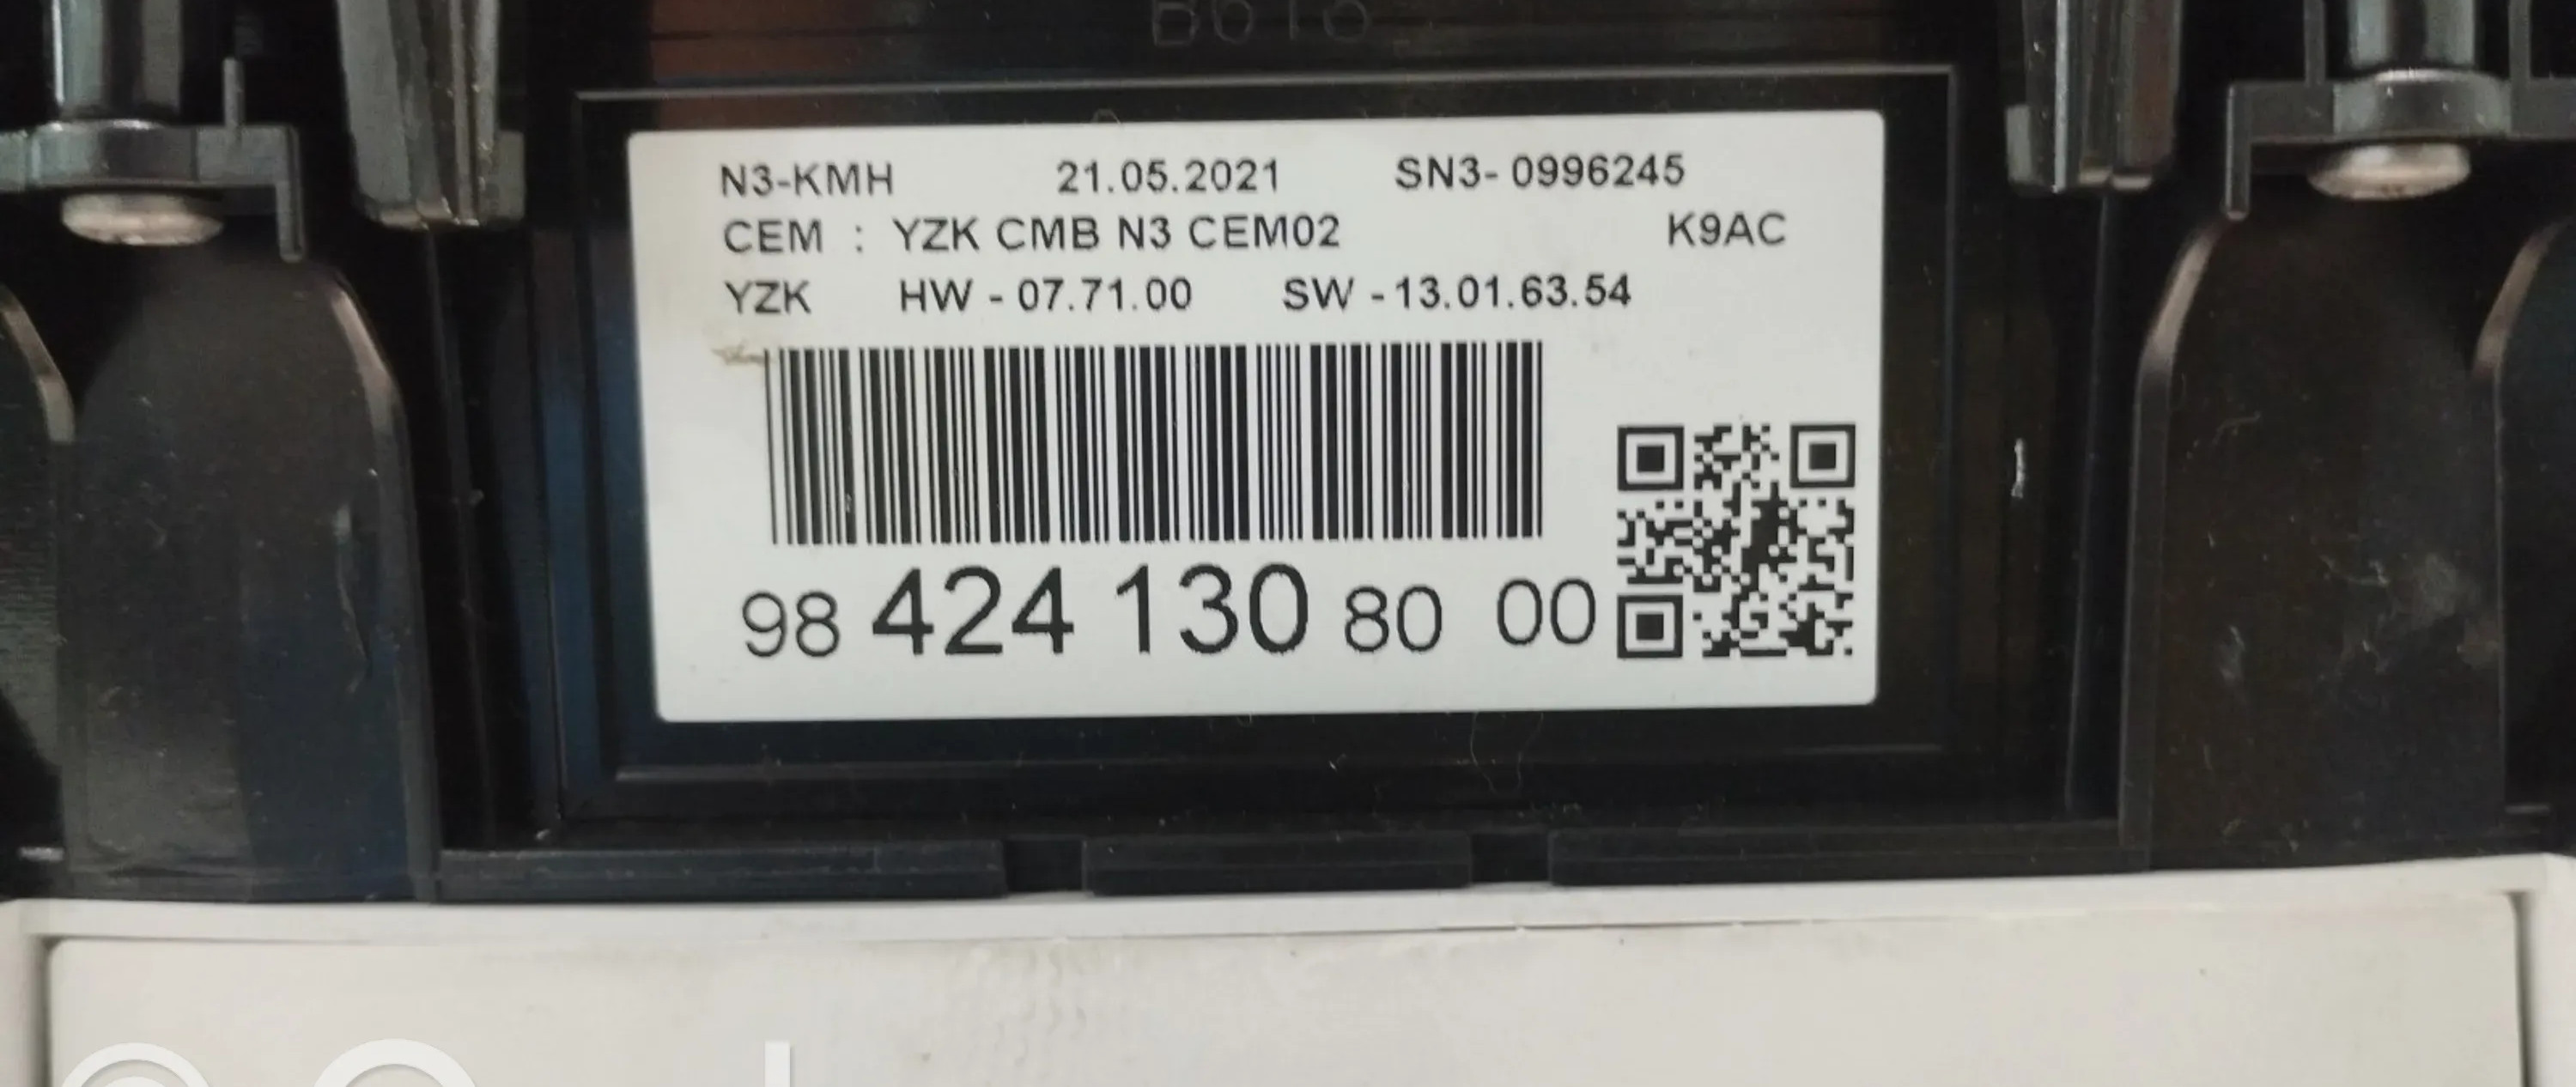 N3-KMH 21.05.2021 SN3- 0996245
CEM : YZK CMB N3 CEM02 K9AC
YZK HW - 07.71.00 SW - 13.01.63.54
98 424 130 80 00